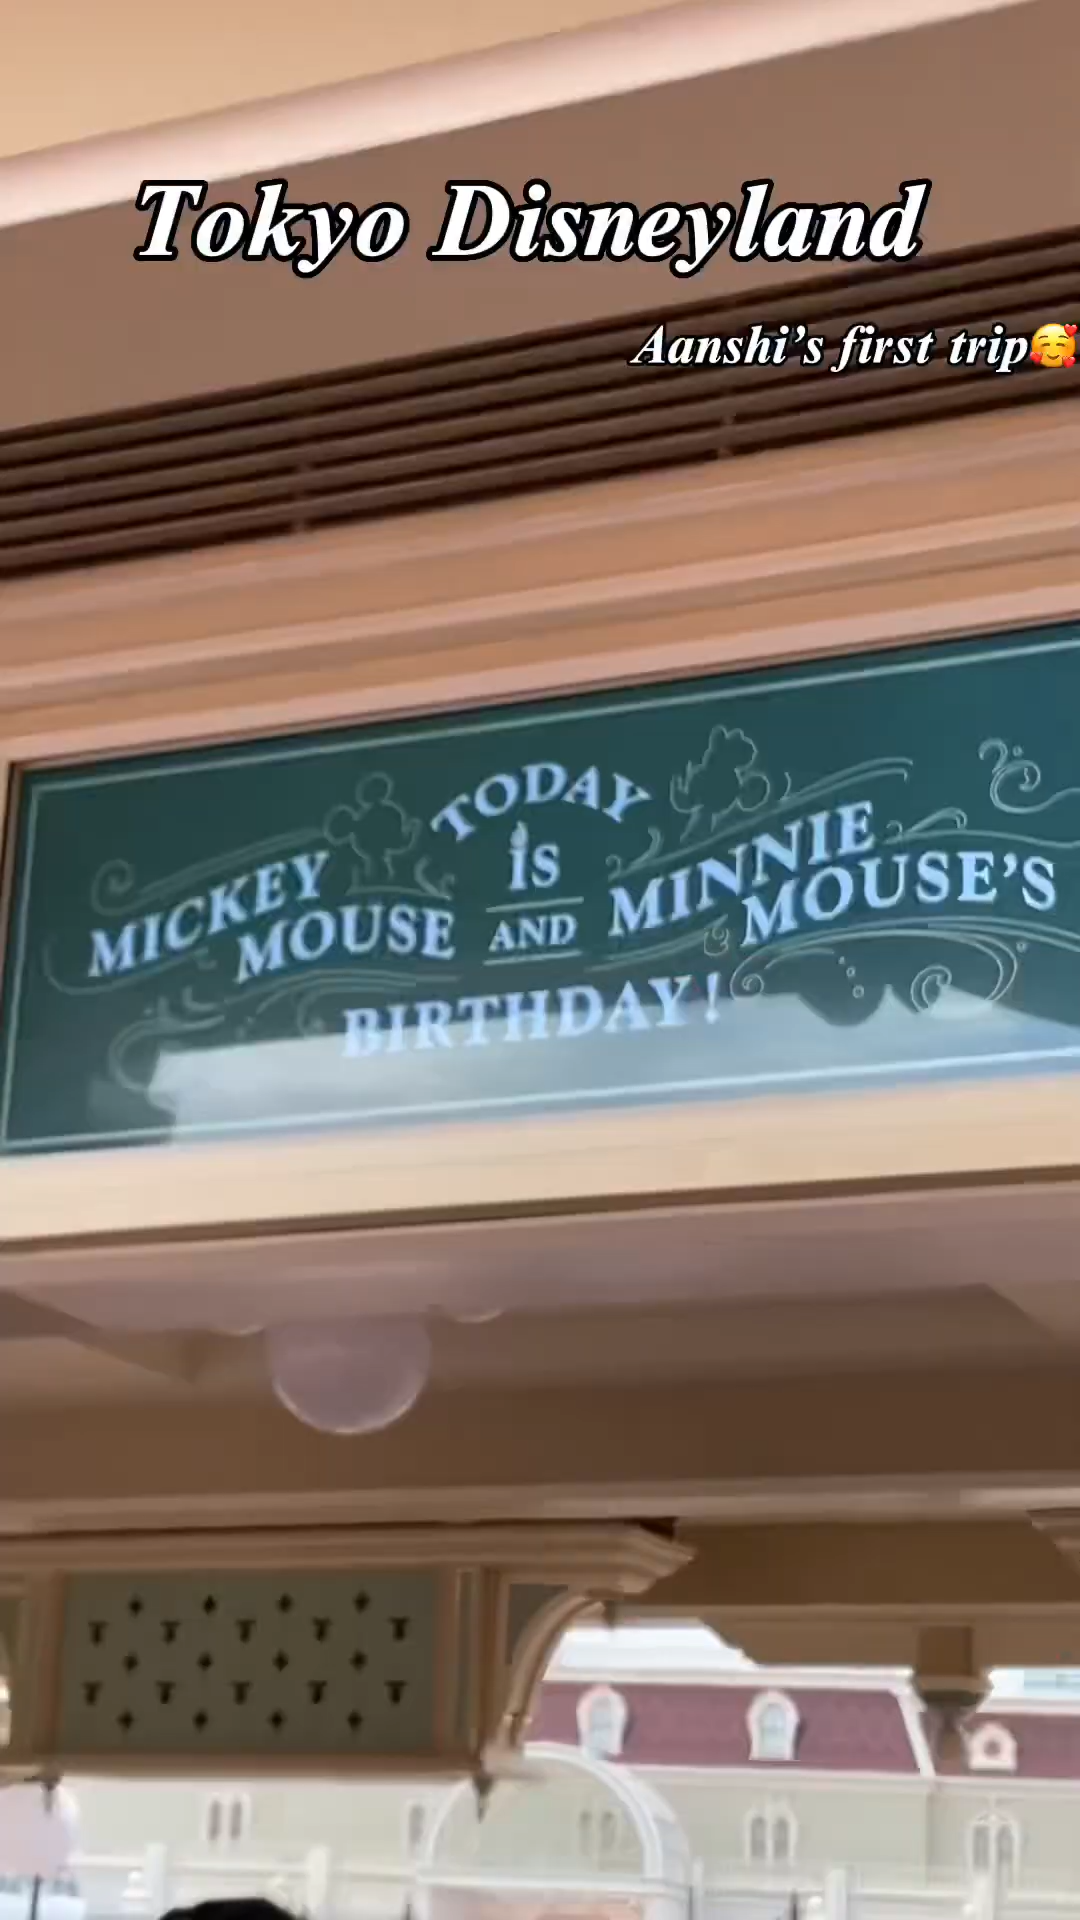 Tokyo Disneyland
Aanshi’s first trip🥰
TODAY
is
MICKEY
MOUSE
AND
MINNIE
MOUSE’S
BIRTHDAY!